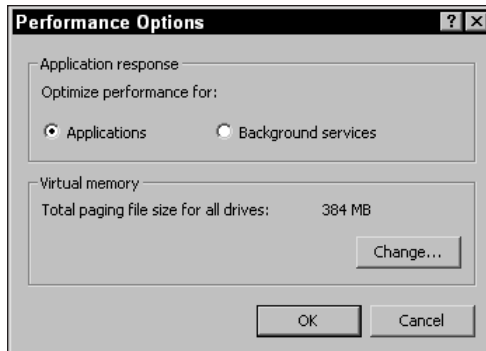 Performance Options
Application response
Optimize performance for:
Applications Background services
Virtual memory
Total paging file size for all drives: 384 MB
Change...
OK Cancel